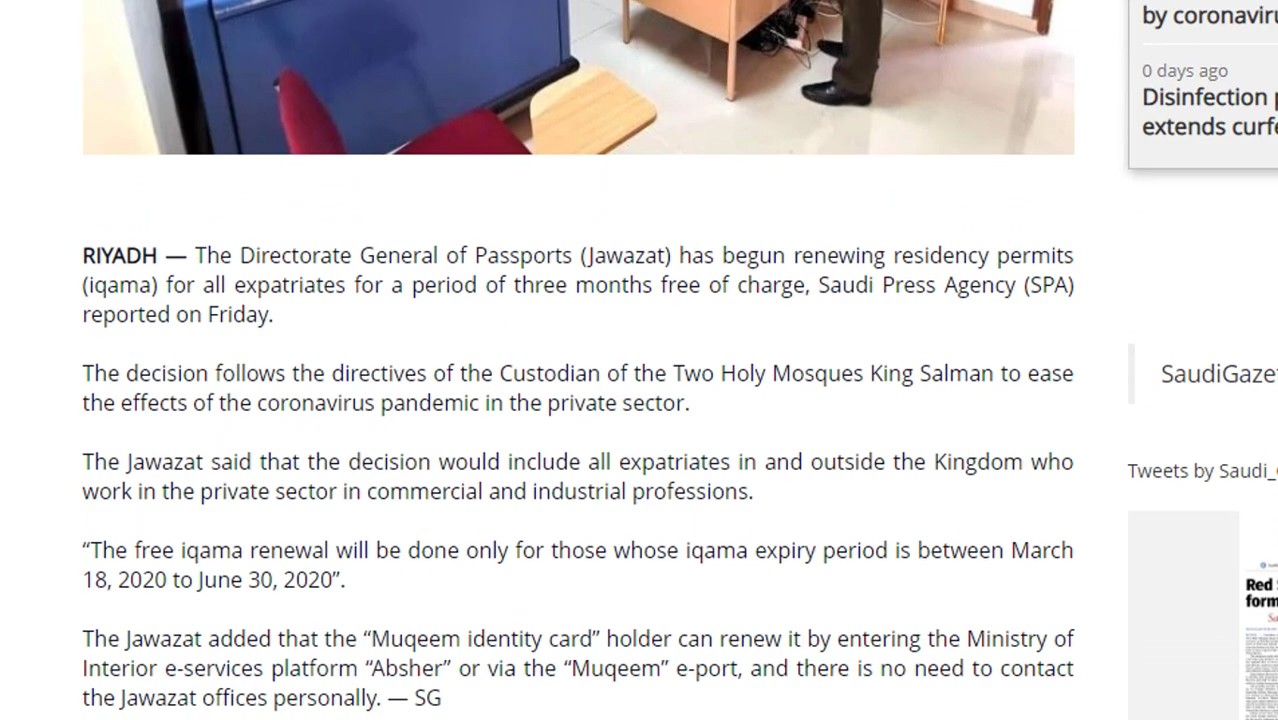 by coronaviru
0 days ago
Disinfection p
extends curfe
RIYADH — The Directorate General of Passports (Jawazat) has begun renewing residency permits
(iqama) for all expatriates for a period of three months free of charge, Saudi Press Agency (SPA)
reported on Friday.
The decision follows the directives of the Custodian of the Two Holy Mosques King Salman to ease
the effects of the coronavirus pandemic in the private sector.
The Jawazat said that the decision would include all expatriates in and outside the Kingdom who
work in the private sector in commercial and industrial professions.
“The free iqama renewal will be done only for those whose iqama expiry period is between March
18, 2020 to June 30, 2020”.
The Jawazat added that the “Muqeem identity card” holder can renew it by entering the Ministry of
Interior e-services platform “Absher” or via the “Muqeem” e-port, and there is no need to contact
the Jawazat offices personally. — SG
SaudiGazet
Tweets by Saudi_G
Red S
form